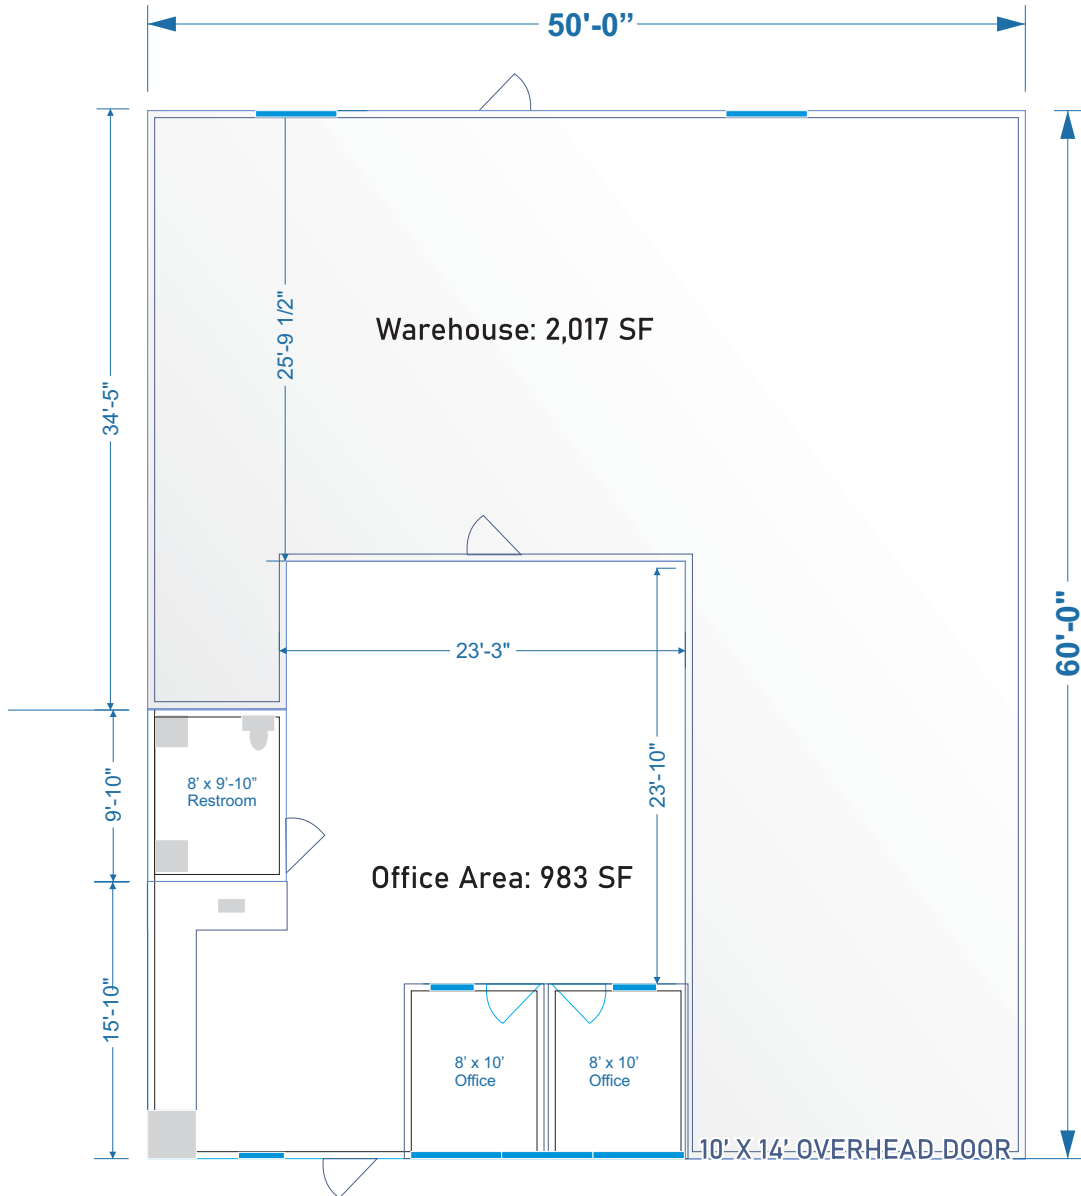 50'-0”
25'-9 1/2"
Warehouse: 2,017 SF
34'-5"
60'-0"
23'-3"
23'-10"
9'-10"
8’ x 9’-10”
Restroom
Office Area: 983 SF
15'-10"
8’ x 10’
Office
8’ x 10’
Office
10’ X 14’ OVERHEAD DOOR